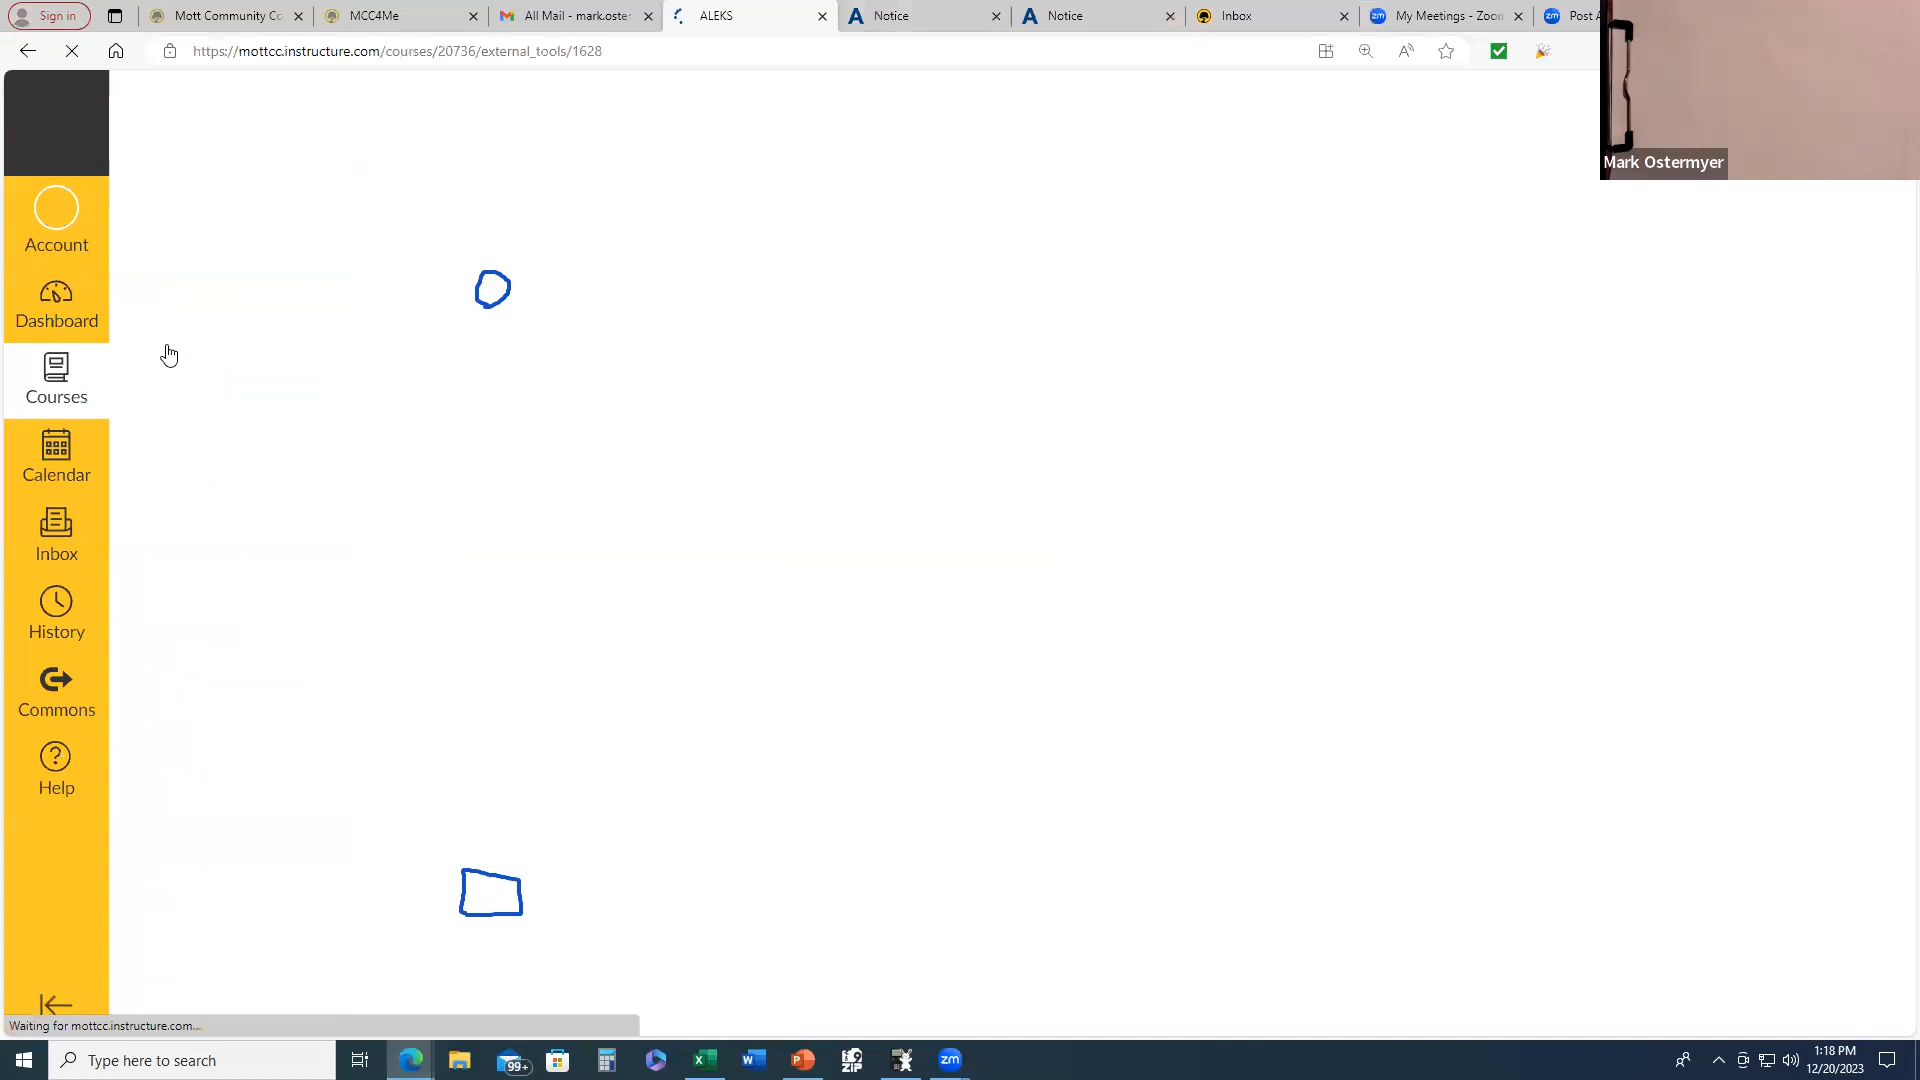 Sign in
Mott Community Co
MCC4Me
All Mail - mark.oster
ALEKS
Notice
Notice
Inbox
My Meetings - Zoom
Post A
https://mottcc.instructure.com/courses/20736/external_tools/1628
Mark Ostermyer
Account
Dashboard
Courses
Calendar
Inbox
History
Commons
Help
Waiting for mottcc.instructure.com...
Type here to search
99+
1:18 PM
12/20/2023